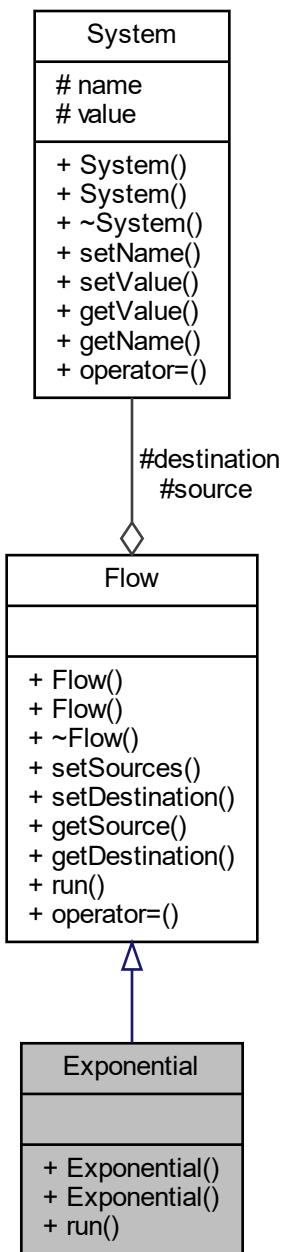 System
# name
# value
+ System()
+ System()
+ ~System()
+ setName()
+ setValue()
+ getValue()
+ getName()
+ operator=()
#destination
#source
Flow
+ Flow()
+ Flow()
+ ~Flow()
+ setSources()
+ setDestination()
+ getSource()
+ getDestination()
+ run()
+ operator=()
Exponential
+ Exponential()
+ Exponential()
+ run()